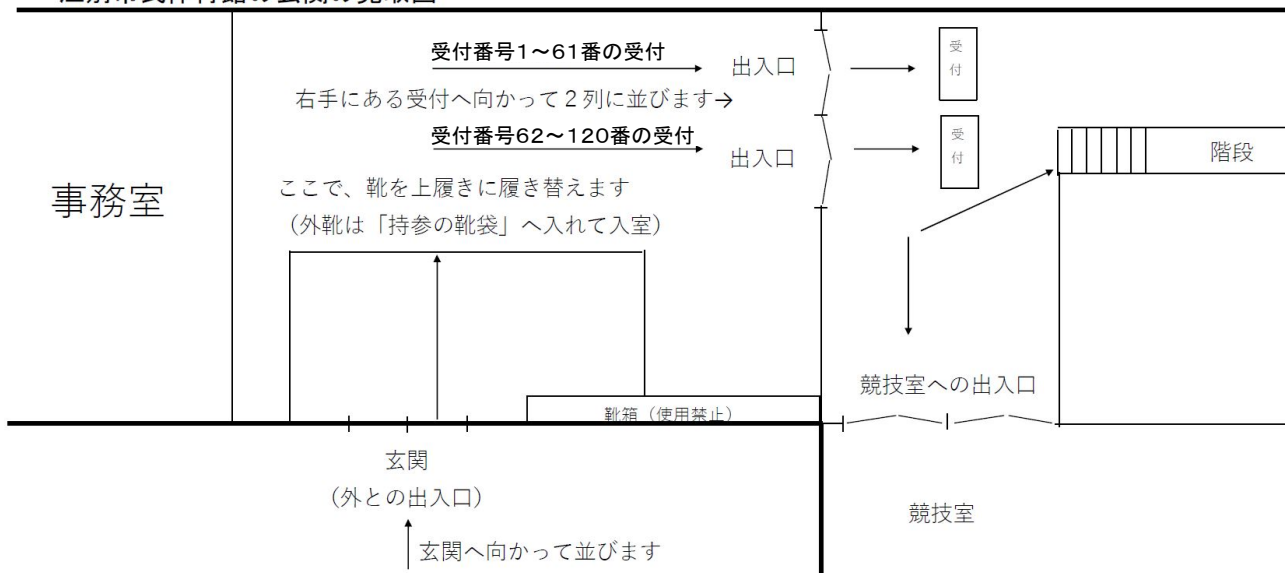 受付番号1～61番の受付
出入口
受付
右手にある受付へ向かって２列に並びます→
受付番号62～120番の受付
出入口
受付
階段
事務室
ここで、靴を上履きに履き替えます
（外靴は「持参の靴袋」へ入れて入室）
競技室への出入口
靴箱（使用禁止）
玄関
（外との出入口）
競技室
玄関へ向かって並びます